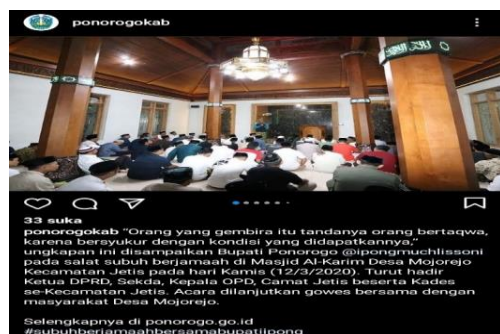 ponorogokab
33 suka
ponorogokab "Orang yang gembira itu tandanya orang bertaqwa,
karena bersyukur dengan kondisi yang didapatkannya,"
ungkapan ini disampaikan Bupati Ponorogo @ipongmuchlissoni
pada salat subuh berjamaah di Masjid Al-Karim Desa Mojorejo
Kecamatan Jetis pada hari Kamis (12/3/2020). Turut hadir
Ketua DPRD, Sekda, Kepala OPD, Camat Jetis beserta Kades
se-Kecamatan Jetis. Acara dilanjutkan gowes bersama dengan
masyarakat Desa Mojorejo.
Selengkapnya di ponorogo.go.id
#subuhberjamaahbersamabupatiipong